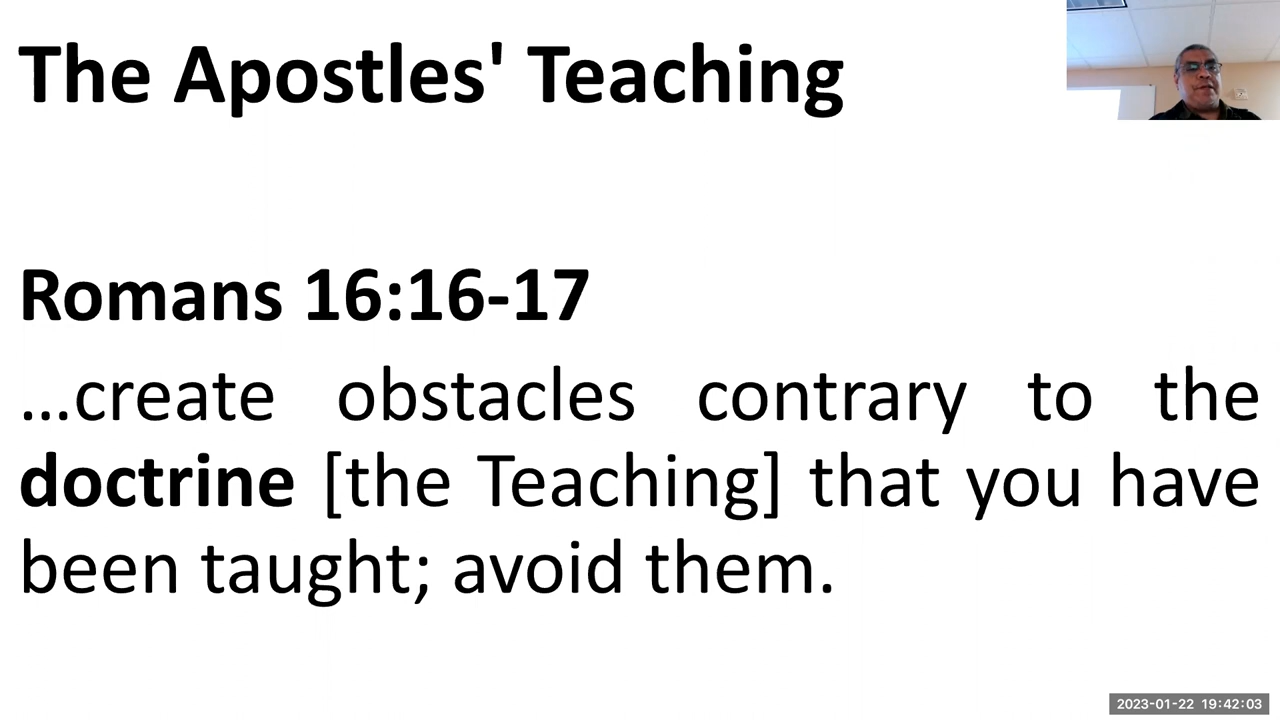 The Apostles' Teaching
Romans 16:16-17
...create obstacles contrary to the
doctrine [the Teaching] that you have
been taught; avoid them.
2023-01-22 19:42:03